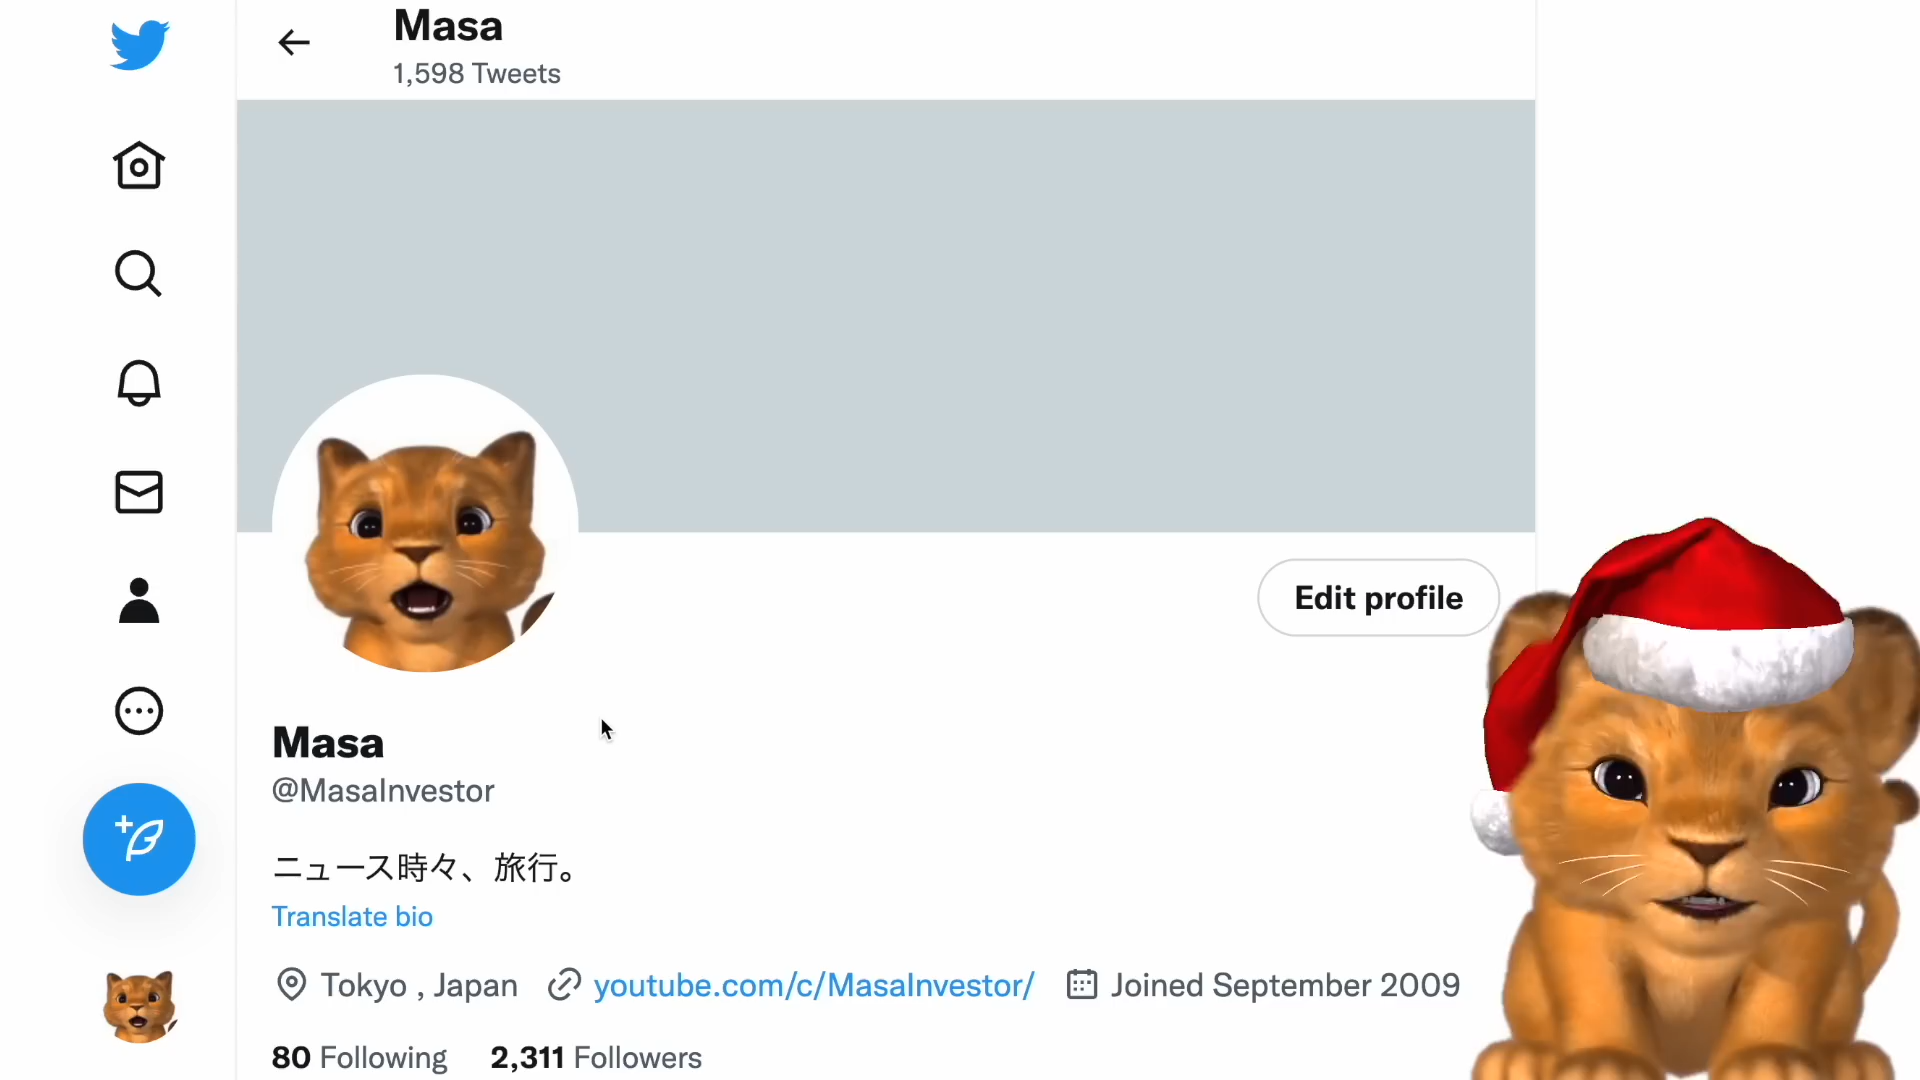 Masa
1,598 Tweets
Edit profile
Masa
@MasaInvestor
ニュース時々、旅行。
Translate bio
Tokyo , Japan youtube.com/c/MasaInvestor/ Joined September 2009
80 Following 2,311 Followers